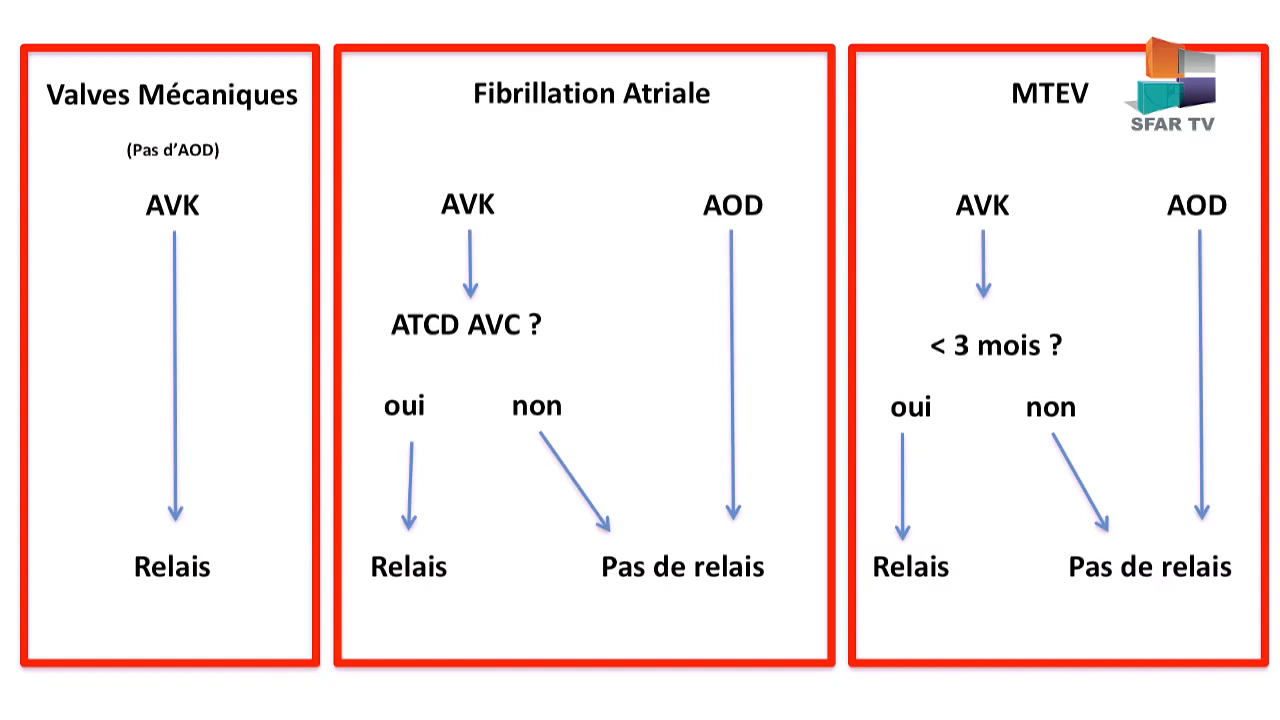 Valves Mécaniques
(Pas d'AOD)
AVK
Relais
Fibrillation Atriale
AVK
AOD
ATCD AVC ?
oui
non
Relais
Pas de relais
MTEV
SFAR TV
AVK
AOD
< 3 mois ?
oui
non
Relais
Pas de relais